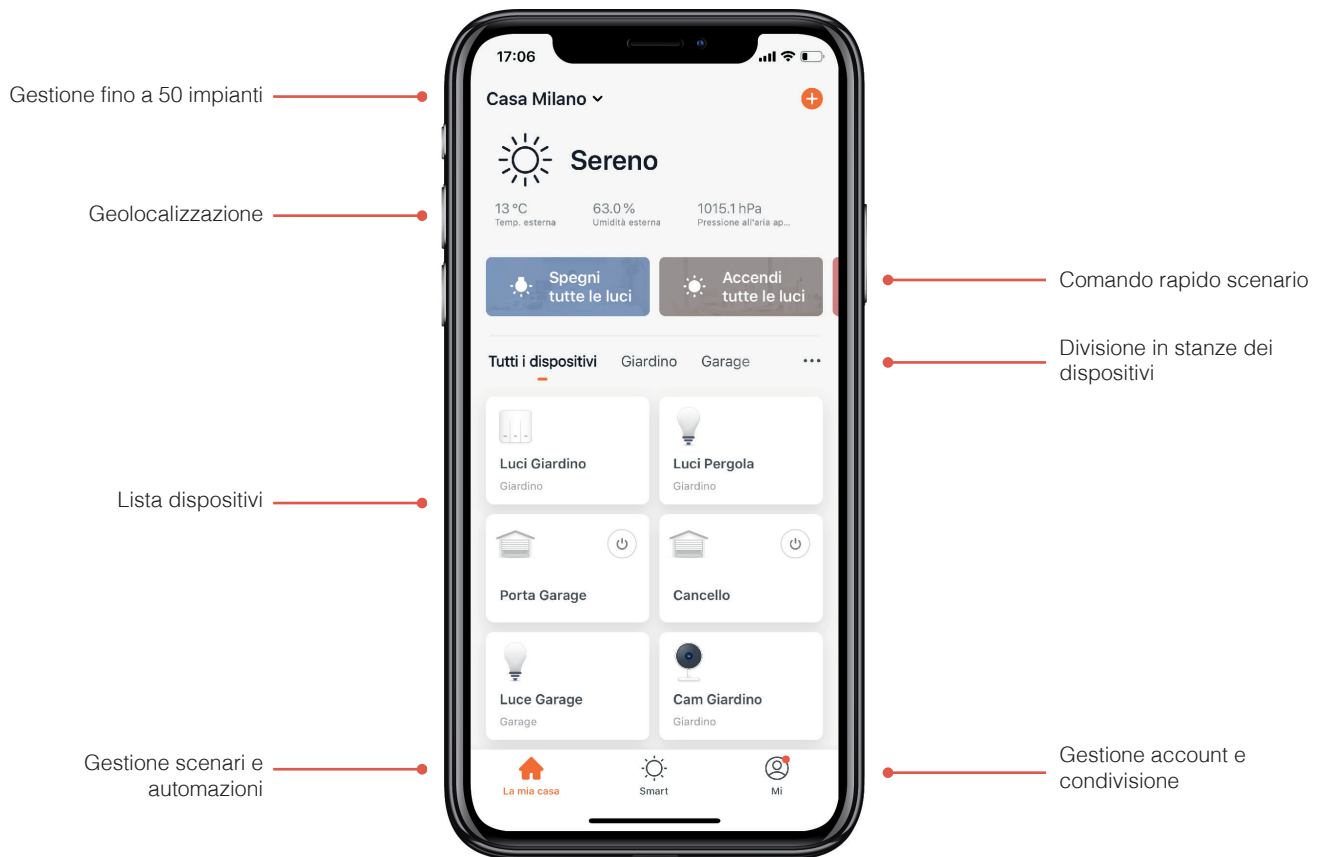 17:06
Gestione fino a 50 impianti
Casa Milano
Sereno
Geolocalizzazione
13 °C
63.0 %
1015.1 hPa
Temp. esterna
Umidità esterna
Pressione all'aria ap...
Spegni
tutte le luci
Accendi
tutte le luci
Comando rapido scenario
Tutti i dispositivi
Giardino
Garage
...
Divisione in stanze dei
dispositivi
Luci Giardino
Giardino
Luci Pergola
Giardino
Lista dispositivi
Porta Garage
Cancello
Luce Garage
Garage
Cam Giardino
Giardino
Gestione scenari e
automazioni
La mia casa
Smart
Mi
Gestione account e
condivisione